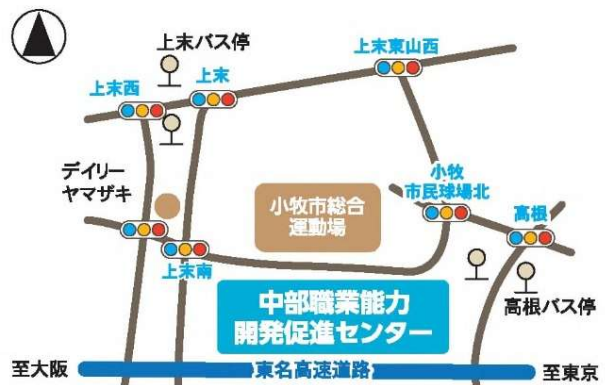 上末バス停
上末東山西
上末西
上末
デイリー
ヤマザキ
小牧
市民球場北
小牧市総合
運動場
高根
上末南
中部職業能力
開発促進センター
高根バス停
至大阪
東名高速道路
至東京